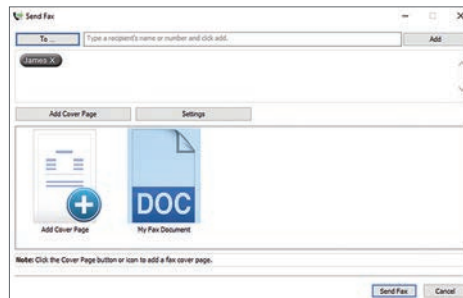 Send Fax
To ...
Type a recipient's name or number and click add.
Add
James X
Add Cover Page
Settings
DOC
Add Cover Page
My Fax Document
Note: Click the Cover Page button or icon to add a fax cover page.
Send Fax
Cancel